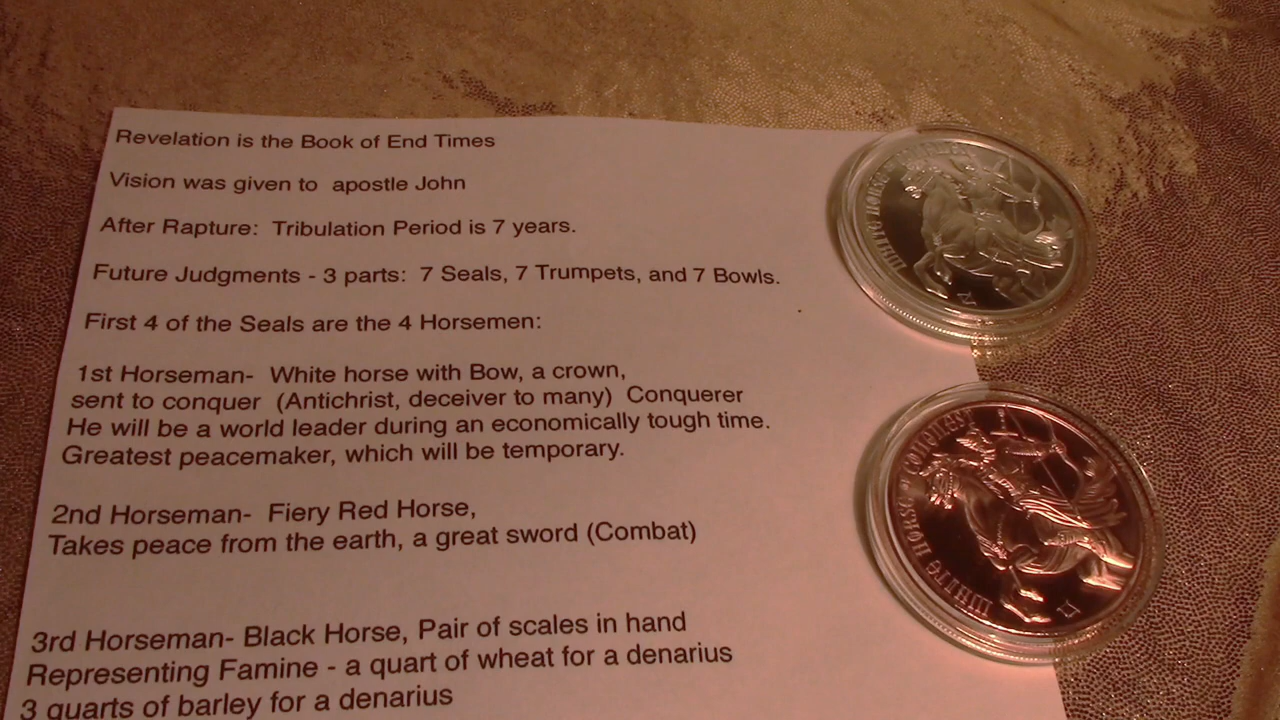 Revelation is the Book of End Times
Vision was given to apostle John
After Rapture: Tribulation Period is 7 years.
Future Judgments - 3 parts: 7 Seals, 7 Trumpets, and 7 Bowls.
First 4 of the Seals are the 4 Horsemen:
1st Horseman- White horse with Bow, a crown,
sent to conquer (Antichrist, deceiver to many) Conquerer
He will be a world leader during an economically tough time.
Greatest peacemaker, which will be temporary.
2nd Horseman- Fiery Red Horse,
Takes peace from the earth, a great sword (Combat)
3rd Horseman- Black Horse, Pair of scales in hand
Representing Famine - a quart of wheat for a denarius
3 quarts of barley for a denarius
WHITE HORSE
WHITE HORSE - CONQUEST